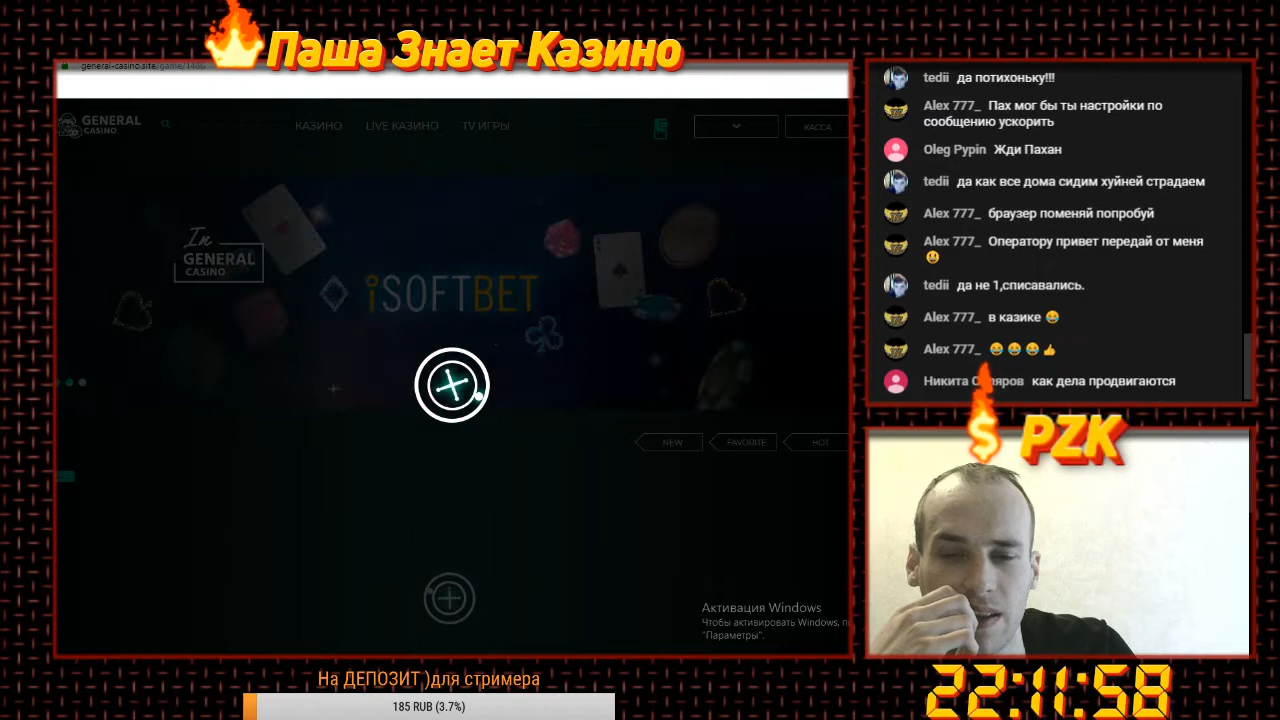 Паша Знает Казино
general-casino.site/game/1480
GENERAL
CASINO
КАЗИНО
LIVE КАЗИНО
TV ИГРЫ
КАССА
In
GENERAL
CASINO
iSOFTBET
NEW
FAVORITE
HOT
Активация Windows
Чтобы активировать Windows,
"Параметры".
tedii да потихоньку!!!
Alex 777_ Пах мог бы ты настройки по
сообщению ускорить
Oleg Pypin Жди Пахан
tedii да как все дома сидим хуйней страдаем
Alex 777_ браузер поменяй попробуй
Alex 777_ Оператору привет передай от меня
😃
tedii да не 1,списавались.
Alex 777_ в казике 😂
Alex 777_ 😂😂😂👍
Никита как дела продвигаются
$ PZK
На ДЕПОЗИТ )для стримера
185 RUB (3.7%)
22:11:58